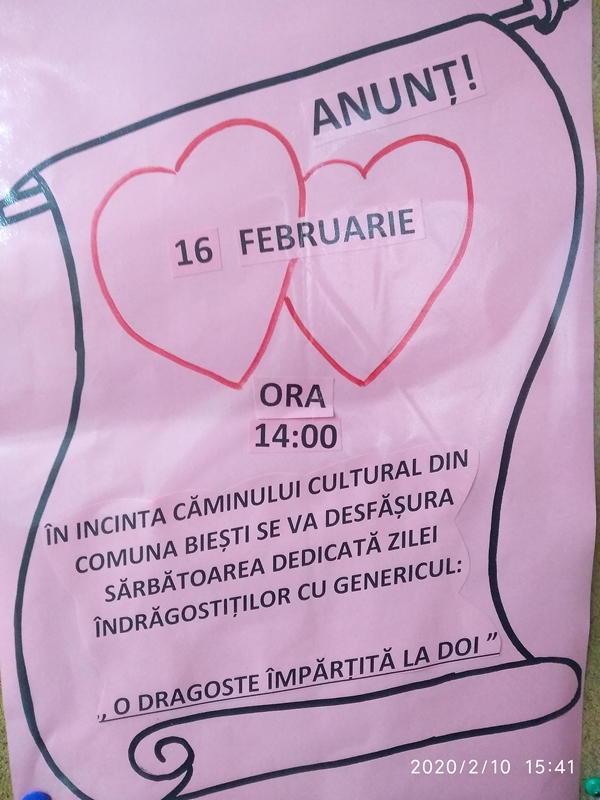 ANUNȚ!
16 FEBRUARIE
ORA
14:00
ÎN INCINTA CĂMINULUI CULTURAL DIN
COMUNA BIEȘTI SE VA DESFĂȘURA
SĂRBĂTOAREA DEDICATĂ ZILEI
ÎNDRĂGOSTIȚILOR CU GENERICUL:
„ O DRAGOSTE ÎMPĂRȚITĂ LA DOI ”
2020/2/10 15:41